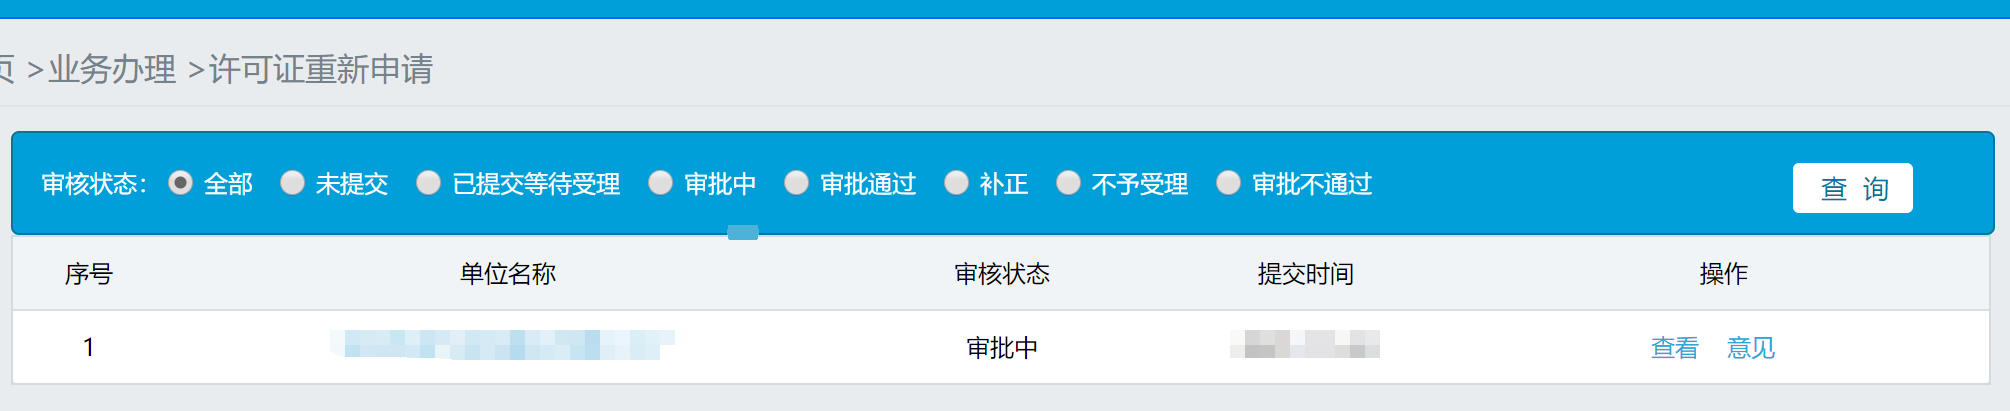 页 >业务办理 >许可证重新申请
审核状态： 全部 未提交 已提交等待受理 审批中 审批通过 补正 不予受理 审批不通过 查 询
序号 单位名称 审核状态 提交时间 操作
1 审批中 查看 意见